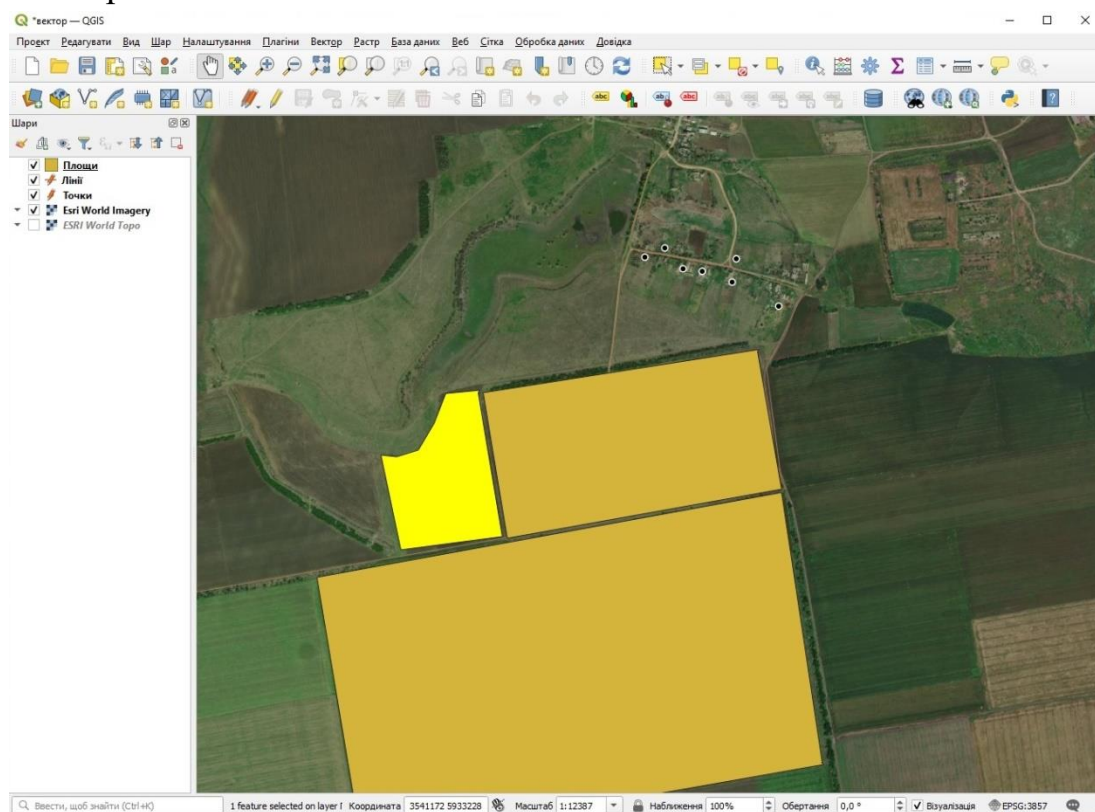 *вектор — QGIS
Проект Редагувати Вид Шар Налаштування Плагіни Вектор Растр База даних Веб Сітка Обробка даних Довідка
Шари
Площи
Лінії
Точки
Esri World Imagery
ESRI World Topo
Ввести, щоб знайти (Ctrl+K) 1 feature selected on layer Координата 3541172 5933228 Масштаб 1:12387 Наближення 100% Обертання 0,0 ° Візуалізація EPSG:3857